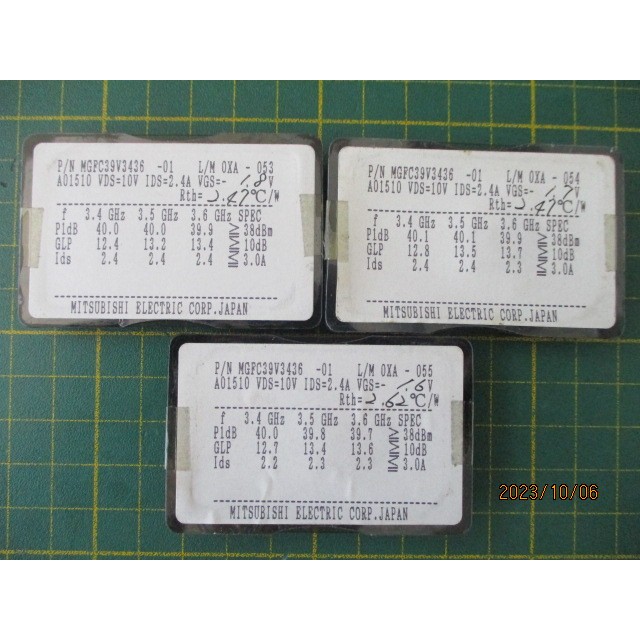 P/N MGFC39V3436 -01 L/M OXA - 053
A01510 VDS=10V IDS=2.4A VGS=- 1.8 V
Rth= 2.47 ℃/W
f 3.4 GHz 3.5 GHz 3.6 GHz SPEC
P1dB 40.0 40.0 39.9 ≧ 38dBm
GLP 12.4 13.2 13.4 ≧ 10dB
Ids 2.4 2.4 2.4 ≦ 3.0A
MITSUBISHI ELECTRIC CORP.JAPAN
P/N MGFC39V3436 -01 L/M OXA - 054
A01510 VDS=10V IDS=2.4A VGS=- 1.7 V
Rth= 2.47 ℃/W
f 3.4 GHz 3.5 GHz 3.6 GHz SPEC
P1dB 40.1 40.1 39.9 ≧ 38dBm
GLP 12.8 13.5 13.7 ≧ 10dB
Ids 2.4 2.4 2.3 ≦ 3.0A
MITSUBISHI ELECTRIC CORP.JAPAN
P/N MGFC39V3436 -01 L/M OXA - 055
A01510 VDS=10V IDS=2.4A VGS=- 1.6 V
Rth= 2.62 ℃/W
f 3.4 GHz 3.5 GHz 3.6 GHz SPEC
P1dB 40.0 39.8 39.7 ≧ 38dBm
GLP 12.7 13.4 13.6 ≧ 10dB
Ids 2.2 2.3 2.3 ≦ 3.0A
MITSUBISHI ELECTRIC CORP.JAPAN
2023/10/06